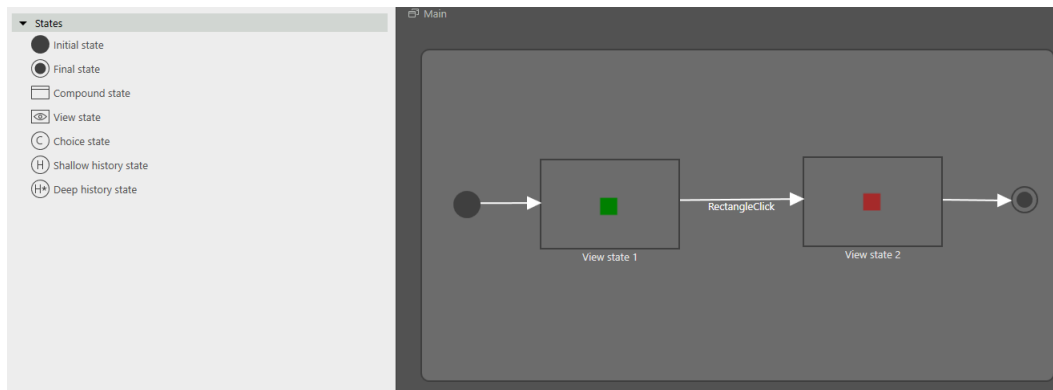 States
Initial state
Final state
Compound state
View state
C Choice state
H Shallow history state
H* Deep history state
Main
RectangleClick
View state 1
View state 2